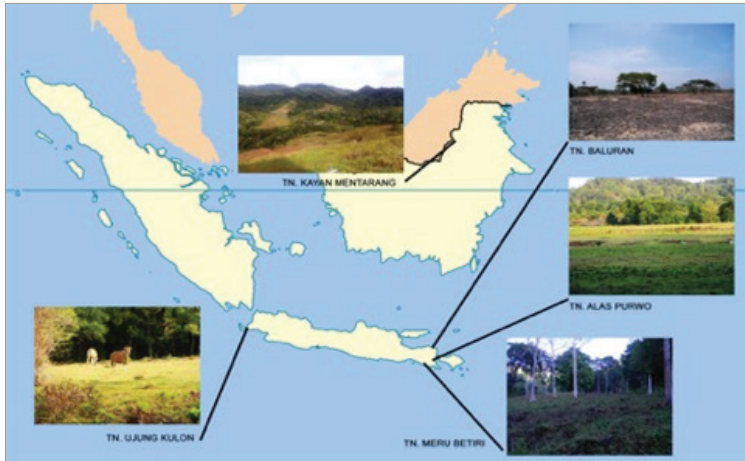 TN. KAYAN MENTARANG
TN. BALURAN
TN. ALAS PURWO
TN. UJUNG KULON
TN. MERU BETIRI